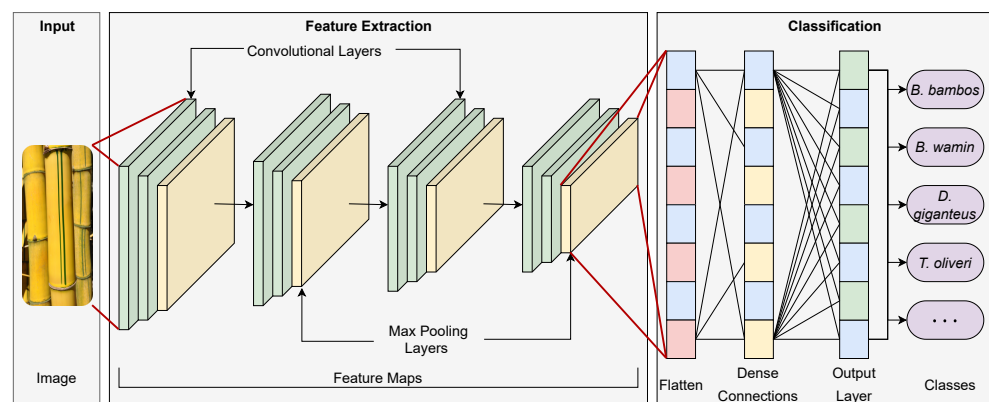 Input
Feature Extraction
Classification
Convolutional Layers
Max Pooling
Layers
Image
Feature Maps
Flatten
Dense
Connections
Output
Layer
B. bambos
B. wamin
D.
giganteus
T. oliveri
...
Classes